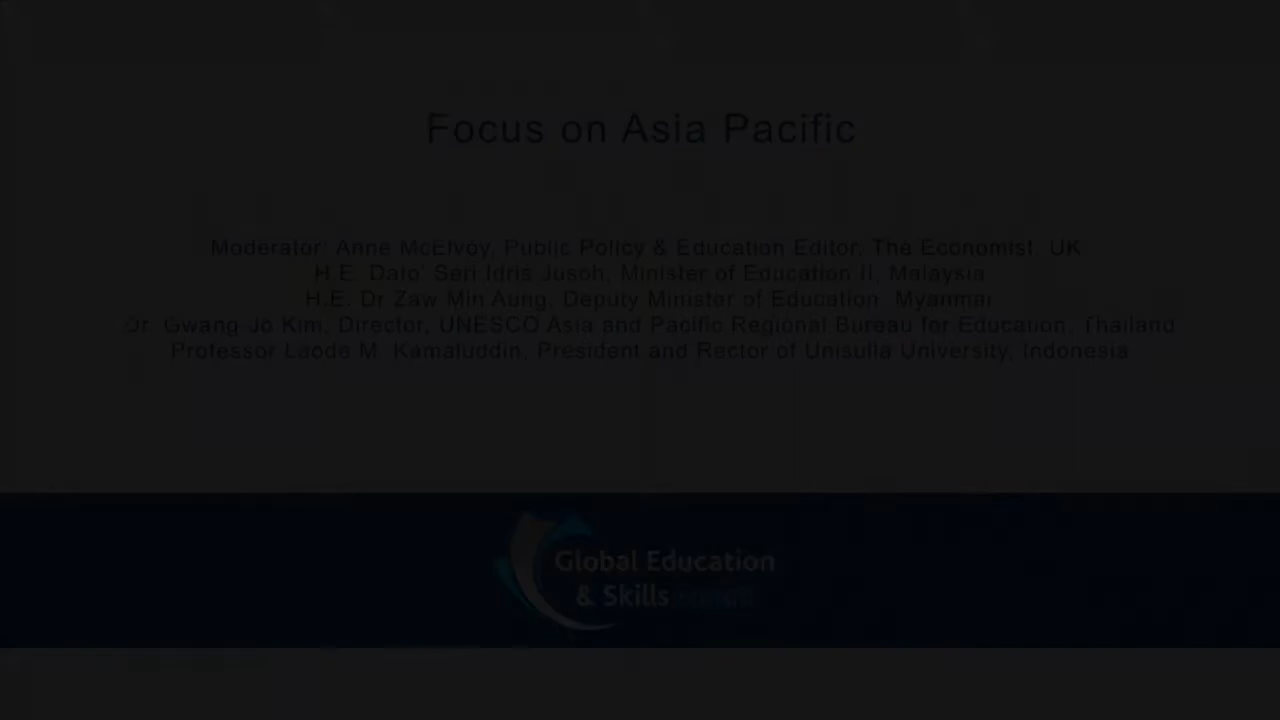 Focus on Asia Pacific
Moderator: Anne McElvoy, Public Policy & Education Editor, The Economist, UK
H.E. Dato' Seri Idris Jusoh, Minister of Education II, Malaysia
H.E. Dr Zaw Min Aung, Deputy Minister of Education, Myanmar
Dr. Gwang-Jo Kim, Director, UNESCO Asia and Pacific Regional Bureau for Education, Thailand
Professor Laode M. Kamaluddin, President and Rector of Unisulla University, Indonesia
Global Education
& Skills